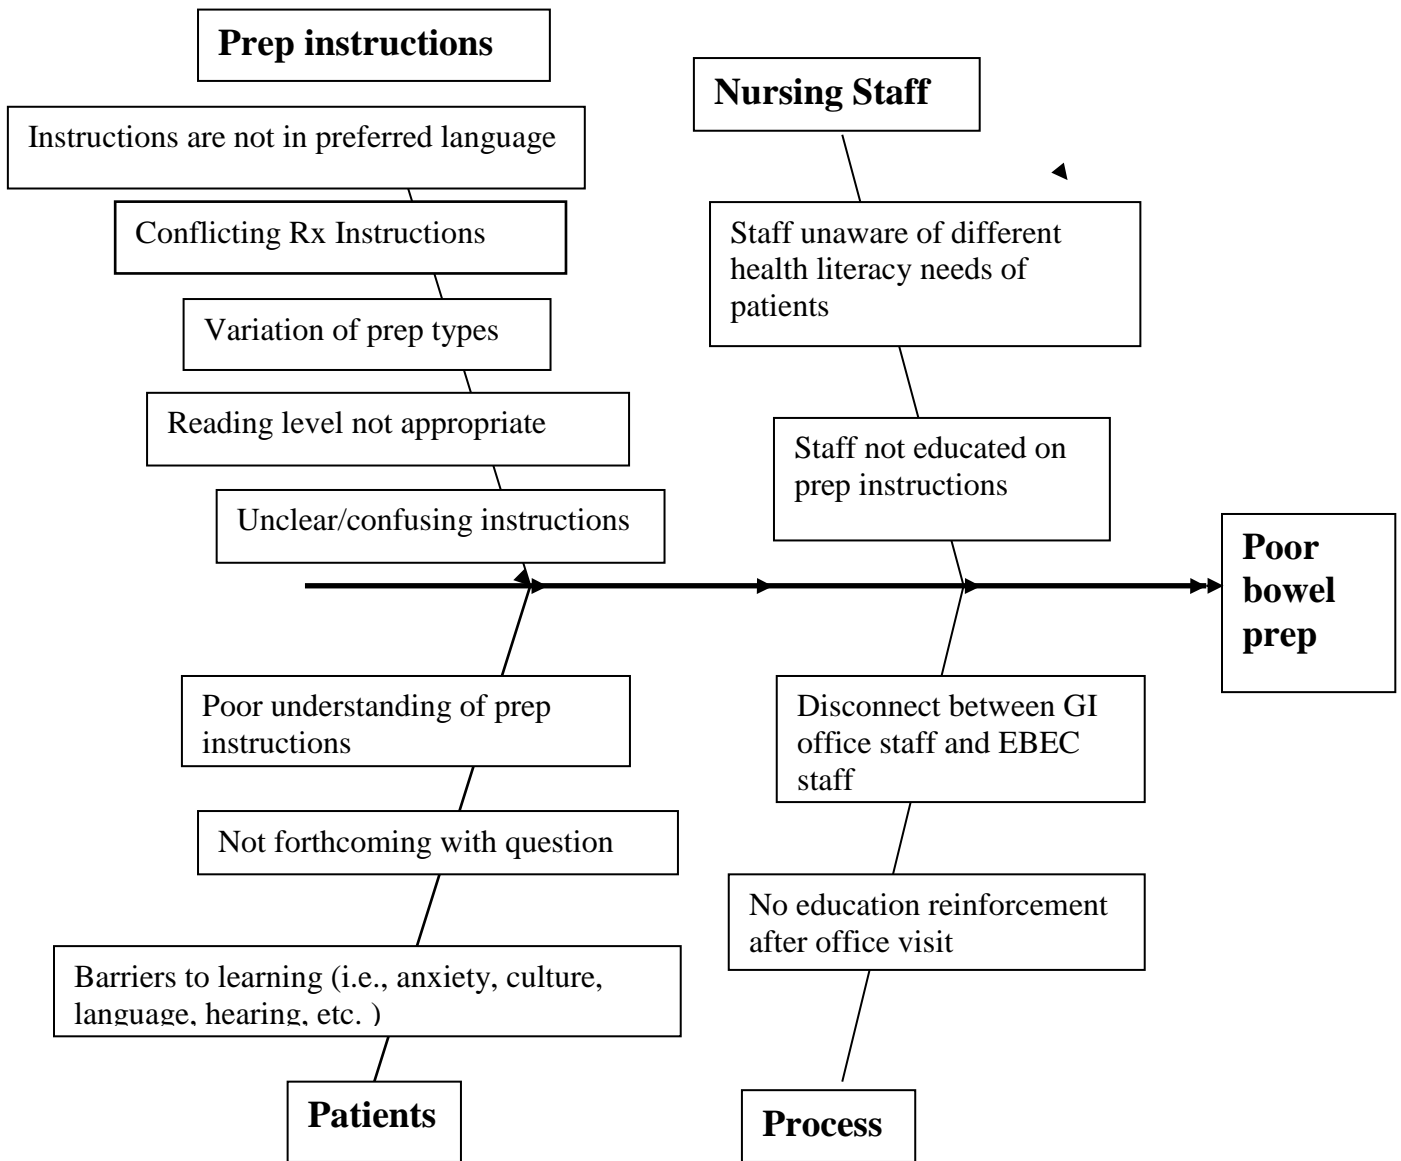 Prep instructions
Instructions are not in preferred language
Conflicting Rx Instructions
Variation of prep types
Reading level not appropriate
Unclear/confusing instructions
Nursing Staff
Staff unaware of different
health literacy needs of
patients
Staff not educated on
prep instructions
Poor
bowel
prep
Poor understanding of prep
instructions
Not forthcoming with question
Barriers to learning (i.e., anxiety, culture,
language, hearing, etc. )
Patients
Disconnect between GI
office staff and EBEC
staff
No education reinforcement
after office visit
Process